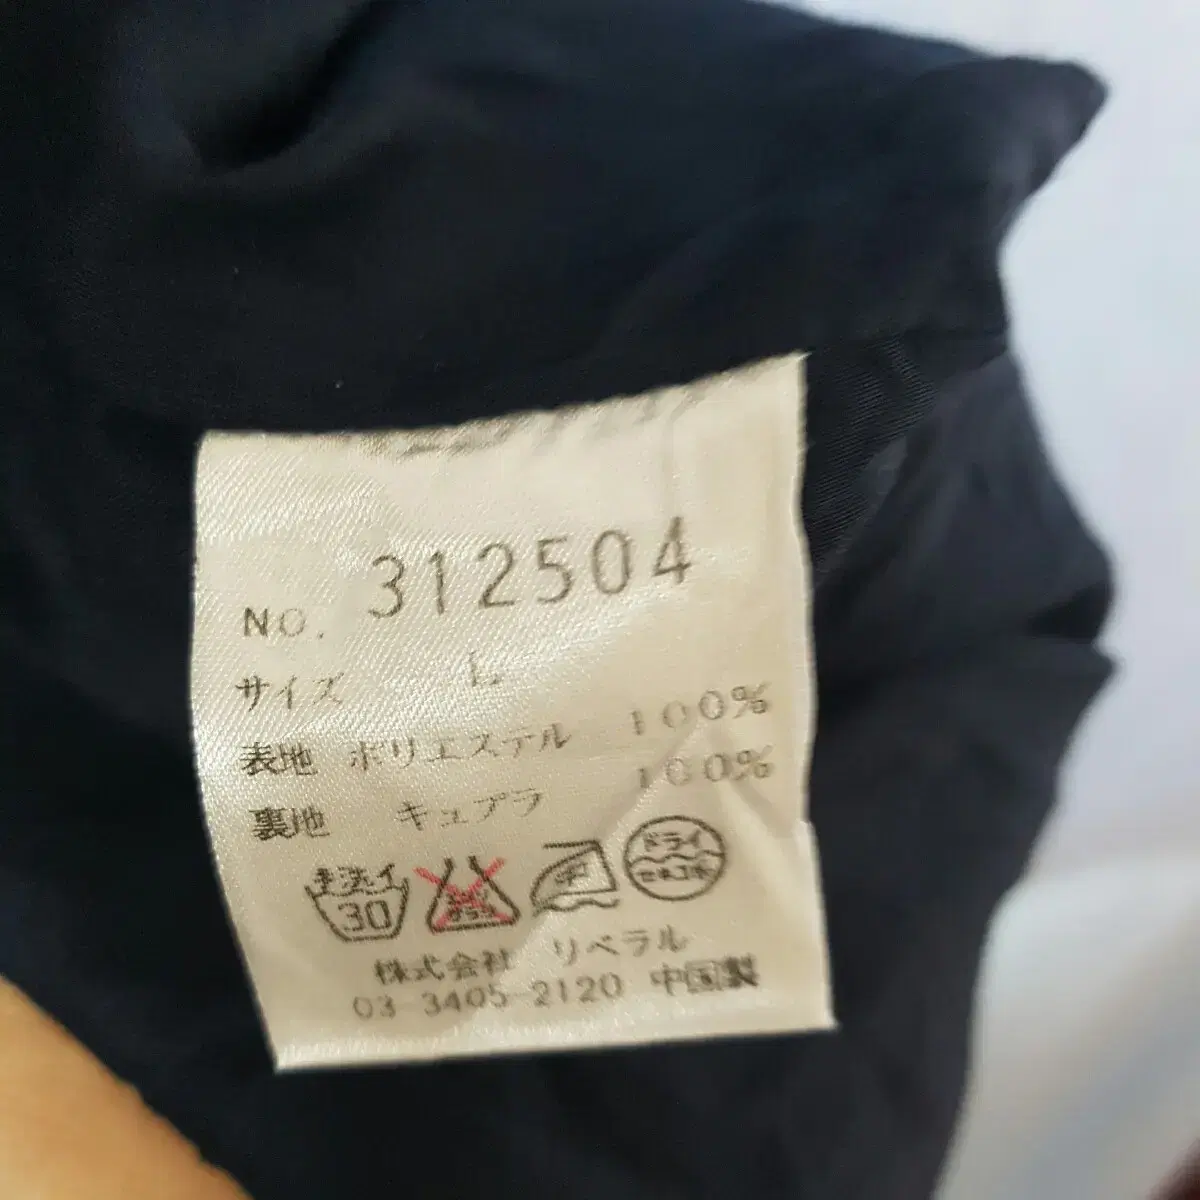 NO. 312504
サイズ L
表地 ポリエステル 100%
裏地 キュプラ 100%
手洗イ 30 ドライ
株式会社 リベラル
03-3405-2120 中国製